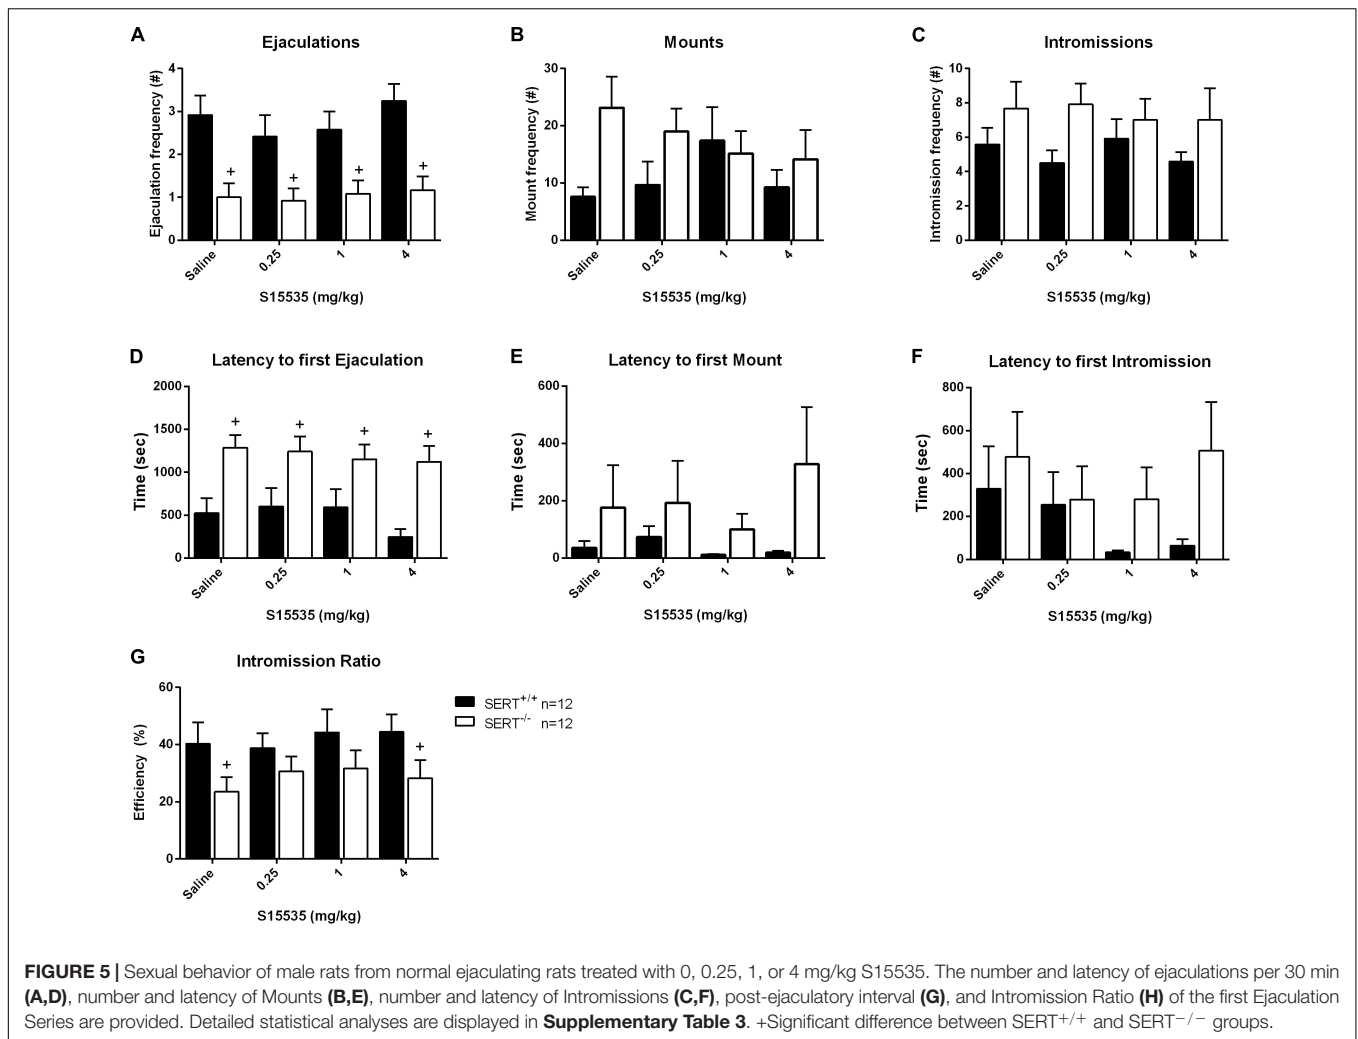 A
Ejaculations
Ejaculation frequency (#)
4
3
2
1
0
+ + + +
Saline 0.25 1 4
S15535 (mg/kg)
B
Mounts
Mount frequency (#)
30
20
10
0
Saline 0.25 1 4
S15535 (mg/kg)
C
Intromissions
Intromission frequency (#)
10
8
6
4
2
0
Saline 0.25 1 4
S15535 (mg/kg)
D
Latency to first Ejaculation
Time (sec)
2000
1500
1000
500
0
+ + + +
Saline 0.25 1 4
S15535 (mg/kg)
E
Latency to first Mount
Time (sec)
600
400
200
0
Saline 0.25 1 4
S15535 (mg/kg)
F
Latency to first Intromission
Time (sec)
800
600
400
200
0
Saline 0.25 1 4
S15535 (mg/kg)
G
Intromission Ratio
Efficiency (%)
60
40
20
0
+ +
Saline 0.25 1 4
S15535 (mg/kg)
SERT+/+ n=12
SERT-/- n=12
FIGURE 5 | Sexual behavior of male rats from normal ejaculating rats treated with 0, 0.25, 1, or 4 mg/kg S15535. The number and latency of ejaculations per 30 min
(A,D), number and latency of Mounts (B,E), number and latency of Intromissions (C,F), post-ejaculatory interval (G), and Intromission Ratio (H) of the first Ejaculation
Series are provided. Detailed statistical analyses are displayed in Supplementary Table 3. +Significant difference between SERT+/+ and SERT−/− groups.